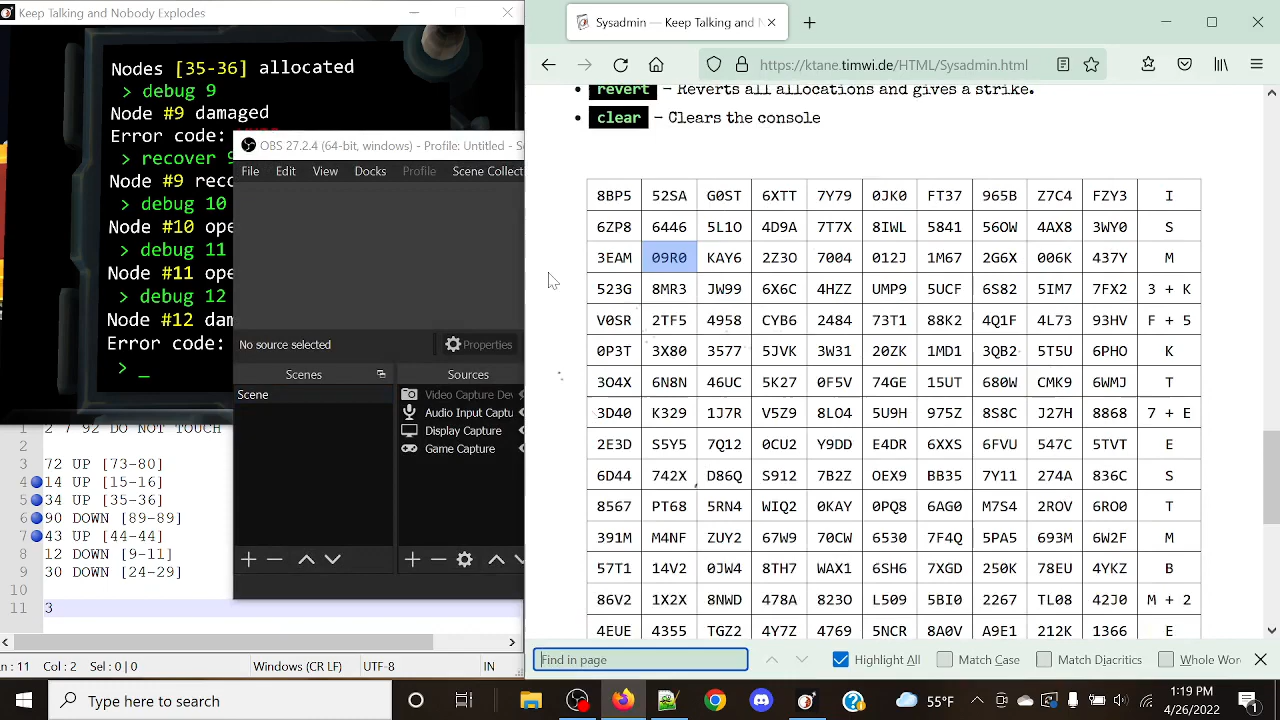 Keep Talking and Nobody Explodes
Nodes [35-36] allocated
> debug 9
Node #9 damaged
Error code:
> recover 9
Node #9 reco
> debug 10
Node #10 ope
> debug 11
Node #11 ope
> debug 12
Node #12 dam
Error code:
> _
1 2 7 92 DO NOT TOUCH
2
3 72 UP [73-80]
4 14 UP [15-16]
5 34 UP [35-36]
6 90 DOWN [89-89]
7 43 UP [44-44]
8 12 DOWN [9-11]
9 30 DOWN [24-29]
10
11 3
Ln: 11 Col: 2 Sel: 0 | 0 Windows (CR LF) UTF-8 IN
OBS 27.2.4 (64-bit, windows) - Profile: Untitled - S
File Edit View Docks Profile Scene Collect
No source selected Properties
Scenes Sources
Scene
Video Capture Dev
Audio Input Captu
Display Capture
Game Capture
Sysadmin — Keep Talking and N
https://ktane.timwi.de/HTML/Sysadmin.html
revert – Reverts all allocations and gives a strike.
clear – Clears the console
8BP5 52SA G0ST 6XTT 7Y79 0JK0 FT37 965B Z7C4 FZY3 I
6ZP8 6446 5L1O 4D9A 7T7X 8IWL 5841 56OW 4AX8 3WY0 S
3EAM 09R0 KAY6 2Z3O 7004 012J 1M67 2G6X 006K 437Y M
523G 8MR3 JW99 6X6C 4HZZ UMP9 5UCF 6S82 5IM7 7FX2 3 + K
V0SR 2TF5 4958 CYB6 2484 73T1 88K2 4Q1F 4L73 93HV F + 5
0P3T 3X80 3577 5JVK 3W31 20ZK 1MD1 3QB2 5T5U 6PHO K
3O4X 6N8N 46UC 5K27 0F5V 74GE 15UT 680W CMK9 6WMJ T
3D40 K329 1J7R V5Z9 8LO4 5U9H 975Z 8S8C J27H 8868 7 + E
2E3D S5Y5 7Q12 0CU2 Y9DD E4DR 6XXS 6FVU 547C 5TVT E
6D44 742X D86Q S912 7B2Z OEX9 BB35 7Y11 274A 836C S
8567 PT68 5RN4 WIQ2 0KAY 0PQ8 6AG0 M7S4 2ROV 6RO0 T
391M M4NF ZUY2 67W9 70CW 6530 7F4Q 5PA5 693M 6W2F M
57T1 14V2 0JW4 8TH7 WAX1 6SH6 7XGD 250K 78EU 4YKZ B
86V2 1X2X 8NWD 478A 823O L509 5BI0 2267 TL08 42J0 M + 2
4EUE 4355 TGZ2 4Y7Z 4769 5NCR 8A0V A9E1 212K 1366 E
Find in page Highlight All Match Case Match Diacritics Whole Wo
Type here to search
55°F
1:19 PM
4/26/2022